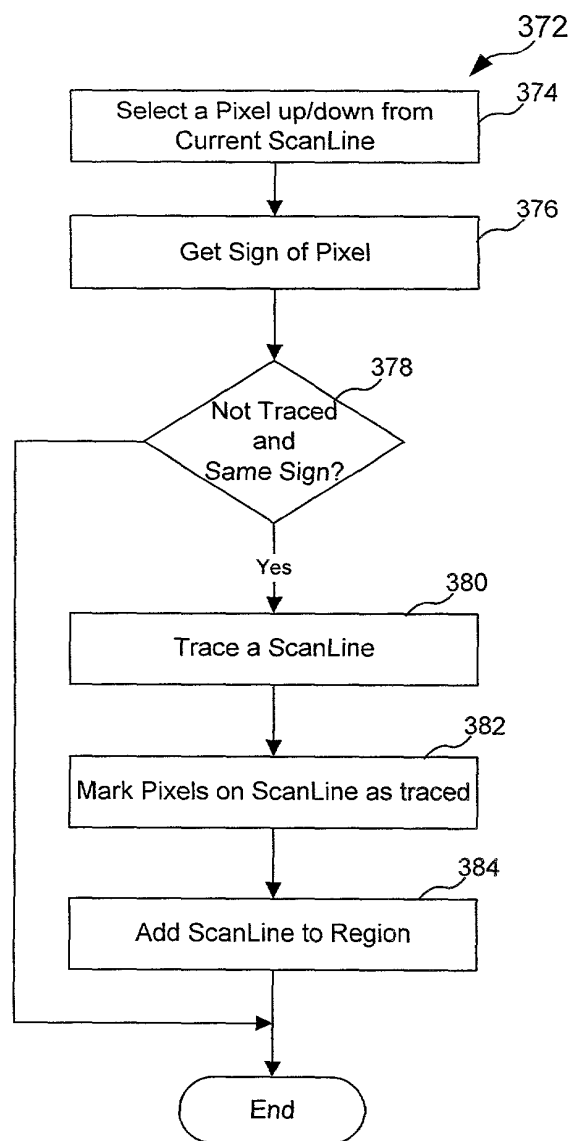 372
374
Select a Pixel up/down from
Current ScanLine
376
Get Sign of Pixel
378
Not Traced
and
Same Sign?
Yes
380
Trace a ScanLine
382
Mark Pixels on ScanLine as traced
384
Add ScanLine to Region
End